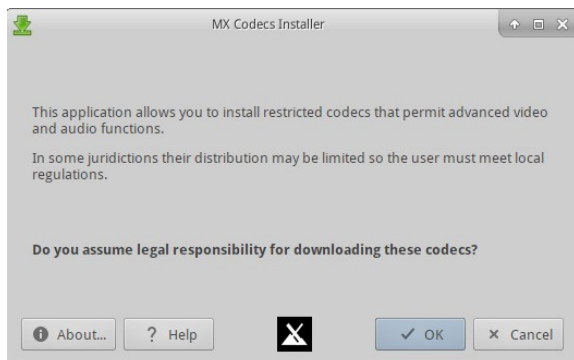 MX Codecs Installer
This application allows you to install restricted codecs that permit advanced video
and audio functions.
In some juridictions their distribution may be limited so the user must meet local
regulations.
Do you assume legal responsibility for downloading these codecs?
About... ? Help OK Cancel